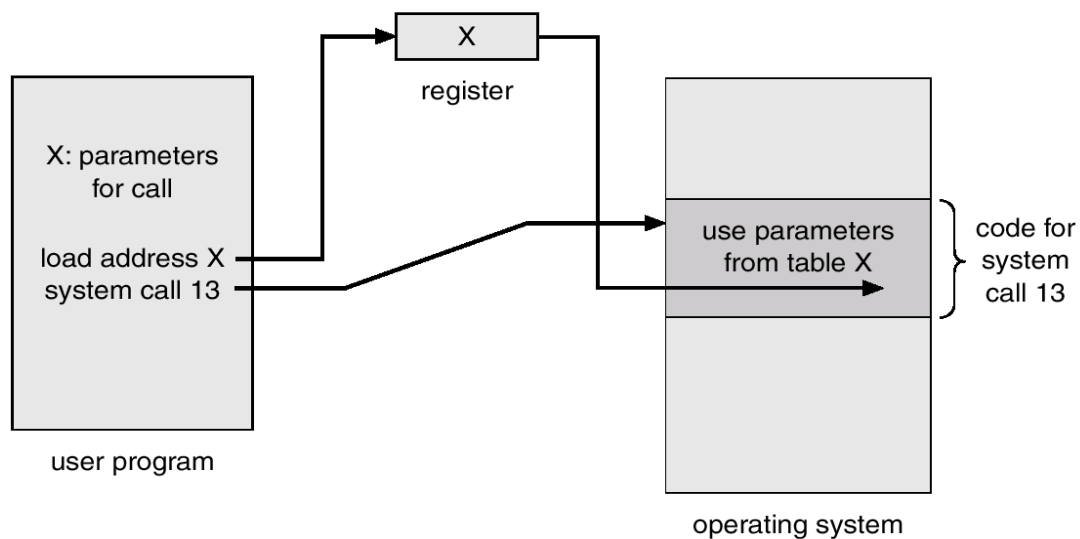 X
register
X: parameters
for call
load address X
system call 13
user program
use parameters
from table X
code for
system
call 13
operating system